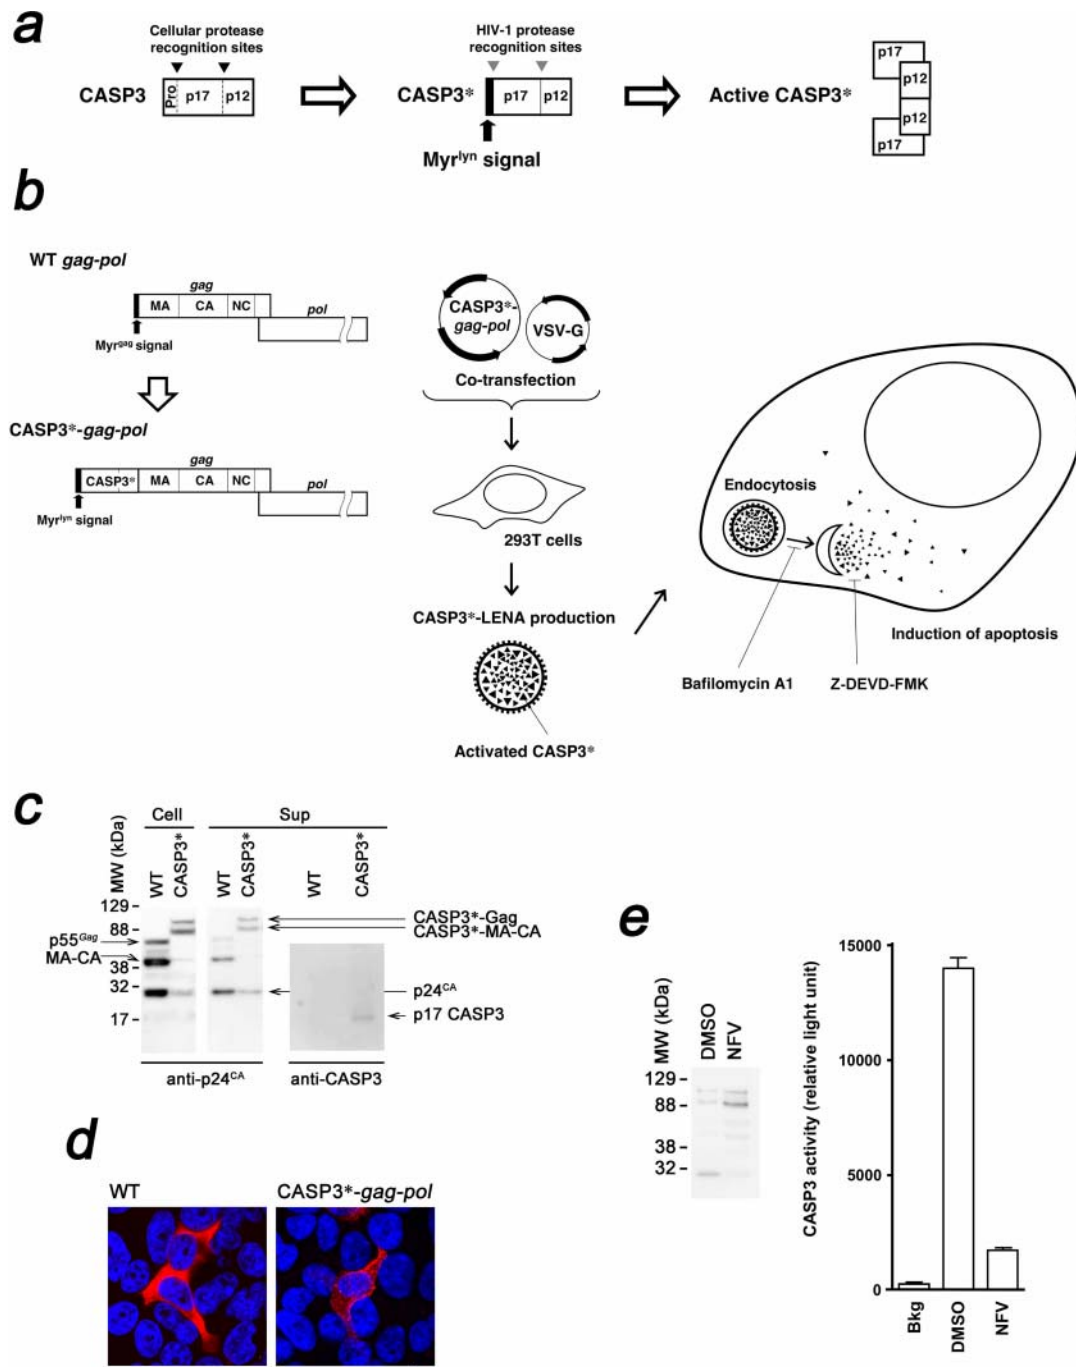 a
Cellular protease
recognition sites
CASP3
Pro
p17
p12
HIV-1 protease
recognition sites
CASP3*
p17
p12
Myrlyn signal
Active CASP3*
p17
p12
p12
p17
b
WT gag-pol
gag
MA CA NC
pol
Myrgag signal
CASP3*-gag-pol
gag
CASP3* MA CA NC
pol
Myrlyn signal
CASP3*-
gag-pol
VSV-G
Co-transfection
293T cells
CASP3*-LENA production
Activated CASP3*
Endocytosis
Induction of apoptosis
Bafilomycin A1
Z-DEVD-FMK
c
MW (kDa)
Cell
Sup
WT
CASP3*
WT
CASP3*
WT
CASP3*
129
88
38
32
17
p55Gag
MA-CA
CASP3*-Gag
CASP3*-MA-CA
p24CA
p17 CASP3
anti-p24CA
anti-CASP3
d
WT
CASP3*-gag-pol
e
MW (kDa)
DMSO
NFV
129
88
38
32
CASP3 activity (relative light unit)
15000
10000
5000
0
Bkg
DMSO
NFV